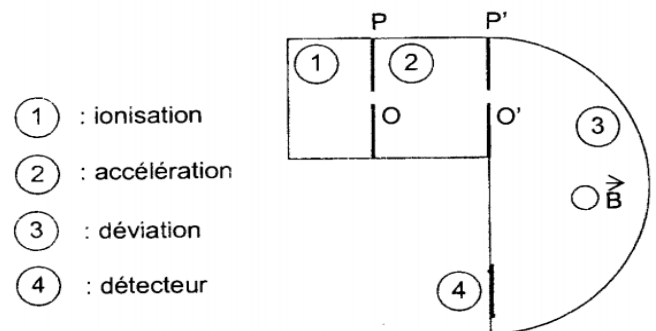 1 : ionisation
2 : accélération
3 : déviation
4 : détecteur
P P'
1 2
O O'
3
B
4